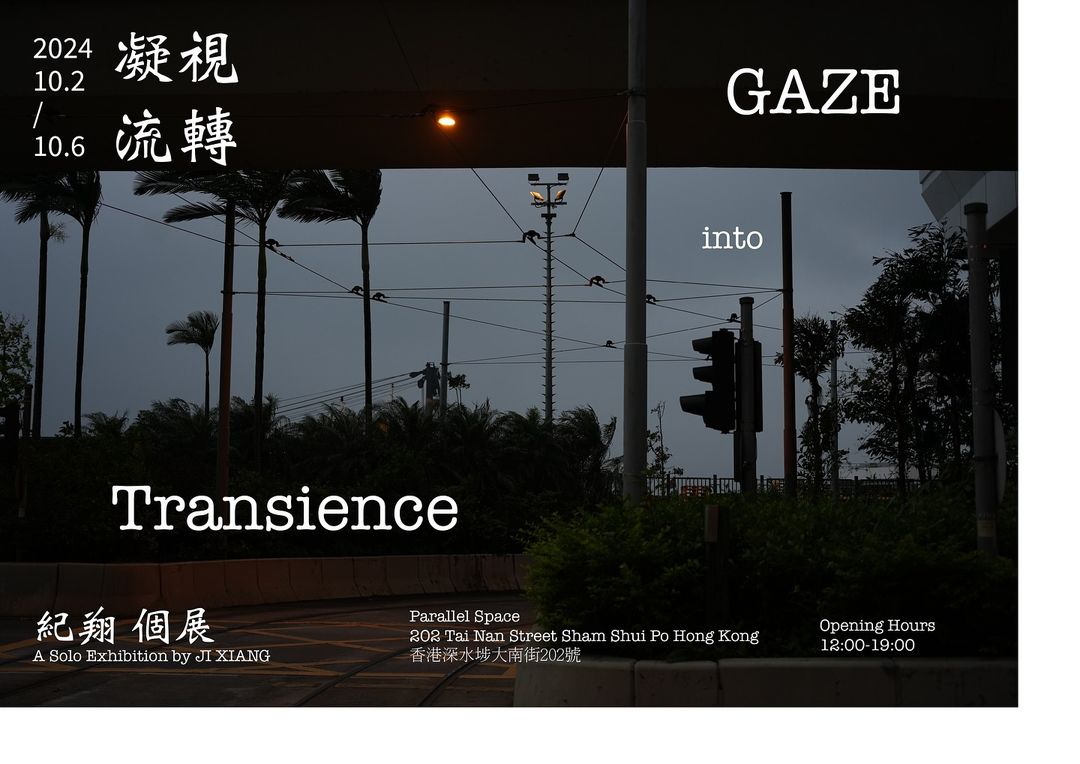 2024
10.2
/
10.6
凝視
流轉
GAZE
into
Transience
紀翔 個展
A Solo Exhibition by JI XIANG
Parallel Space
202 Tai Nan Street Sham Shui Po Hong Kong
香港深水埗大南街202號
Opening Hours
12:00-19:00